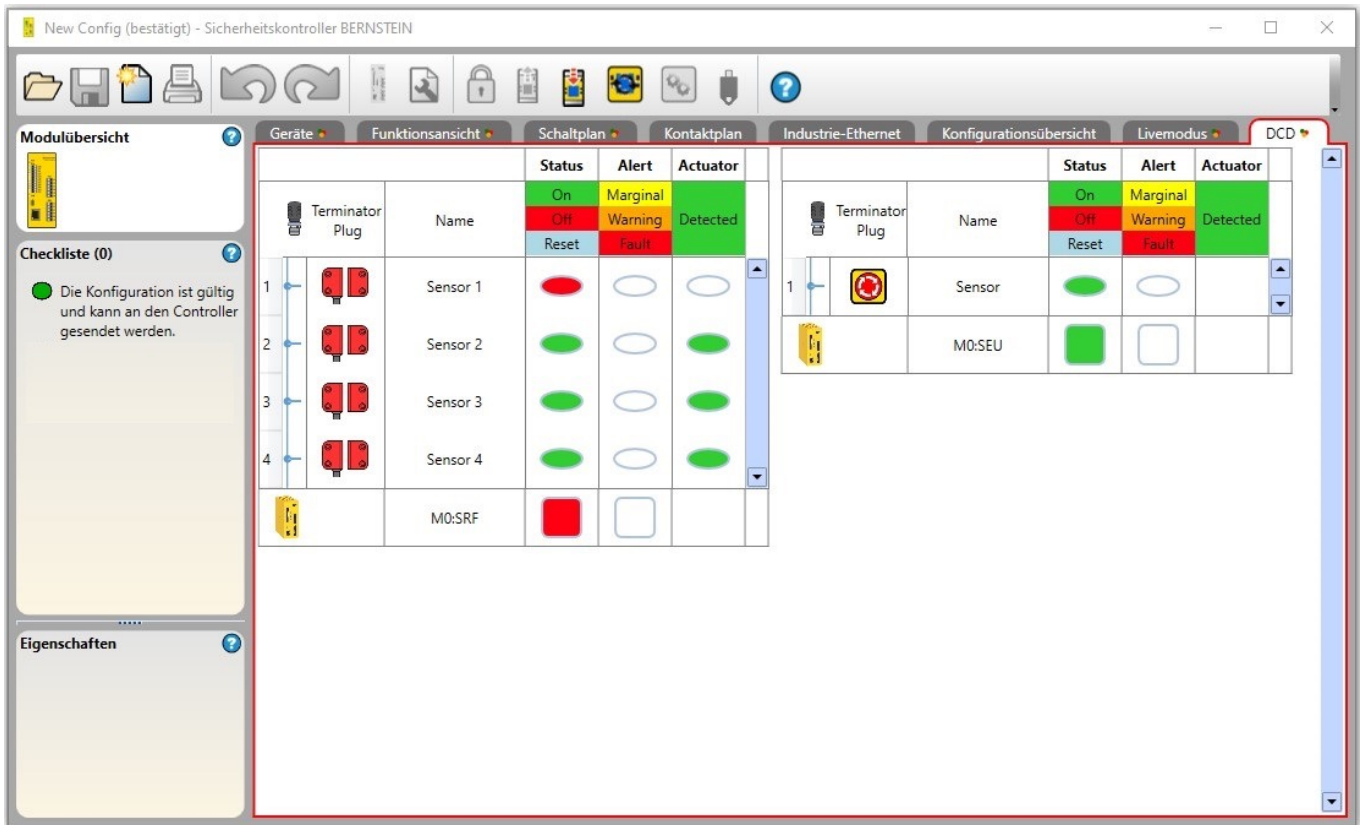 New Config (bestätigt) - Sicherheitskontroller BERNSTEIN
Modulübersicht
Geräte
Funktionsansicht
Schaltplan
Kontaktplan
Industrie-Ethernet
Konfigurationsübersicht
Livemodus
DCD
Checkliste (0)
Die Konfiguration ist gültig
und kann an den Controller
gesendet werden.
Eigenschaften
Status Alert Actuator
Terminator
Plug
Name
On Marginal
Off Warning Detected
Reset Fault
1 Sensor 1
2 Sensor 2
3 Sensor 3
4 Sensor 4
M0:SRF
Status Alert Actuator
Terminator
Plug
Name
On Marginal
Off Warning Detected
Reset Fault
1 Sensor
M0:SEU